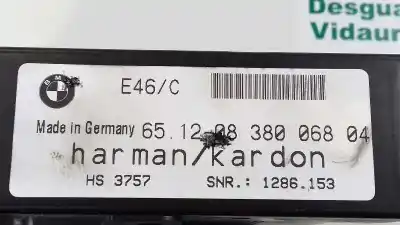 Desgua
Vidaur
BMW
E46/C
Made in Germany 65.12-08 380 068 04
harman/kardon
HS 3757 SNR.: 1286.153